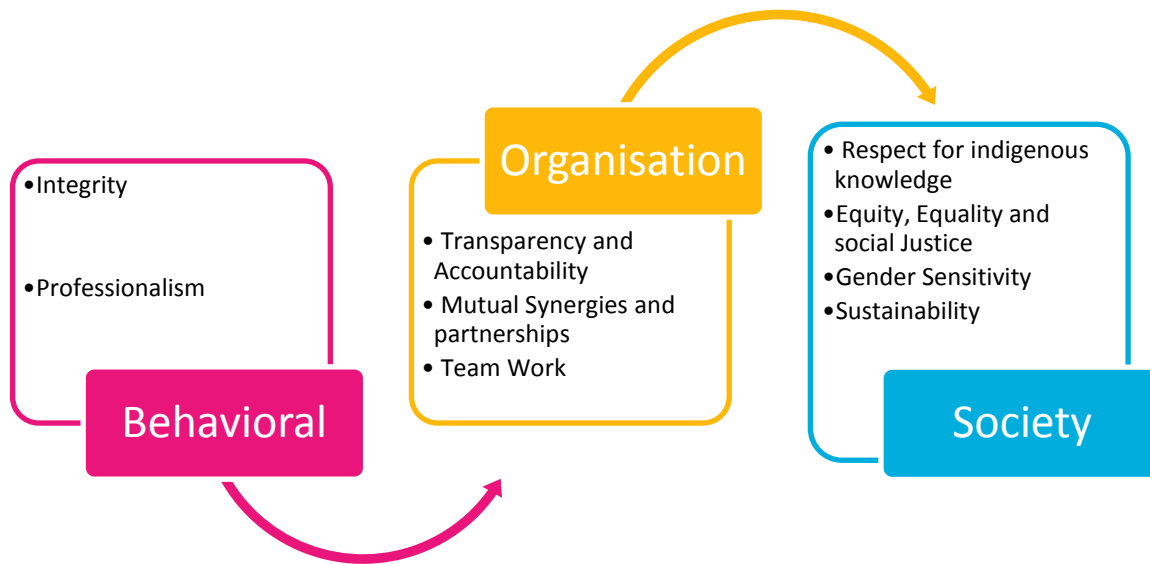 •Integrity
•Professionalism
Behavioral
Organisation
• Transparency and
Accountability
• Mutual Synergies and
partnerships
• Team Work
• Respect for indigenous
knowledge
•Equity, Equality and
social Justice
•Gender Sensitivity
•Sustainability
Society